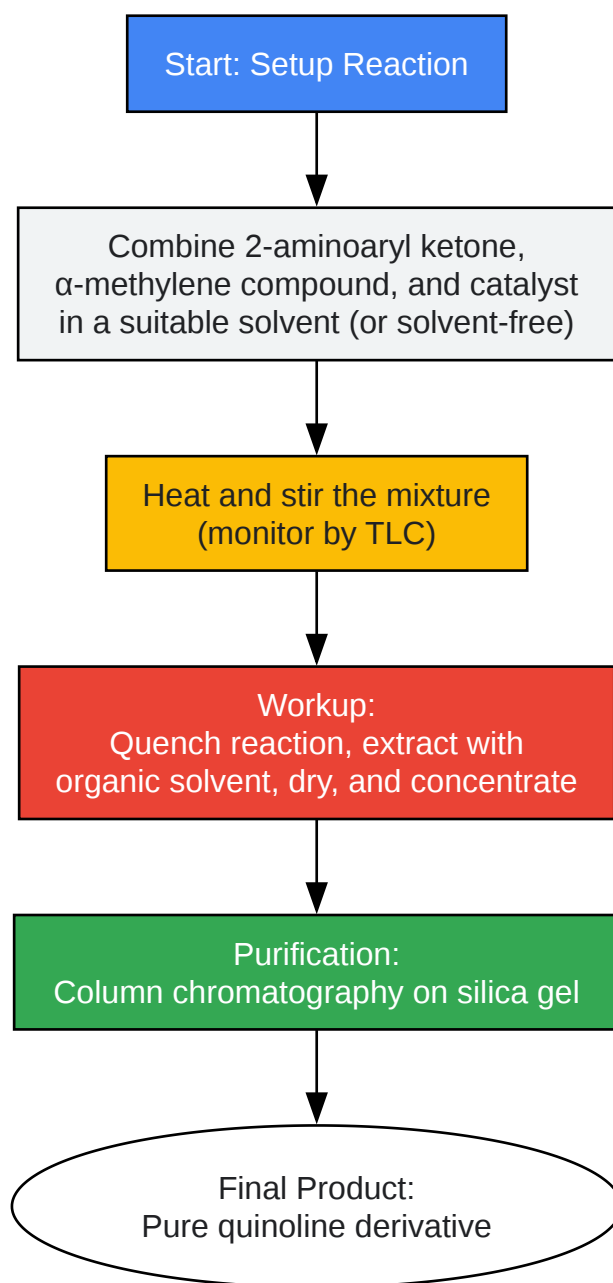 Start: Setup Reaction
Combine 2-aminoaryl ketone,
α-methylene compound, and catalyst
in a suitable solvent (or solvent-free)
Heat and stir the mixture
(monitor by TLC)
Workup:
Quench reaction, extract with
organic solvent, dry, and concentrate
Purification:
Column chromatography on silica gel
Final Product:
Pure quinoline derivative